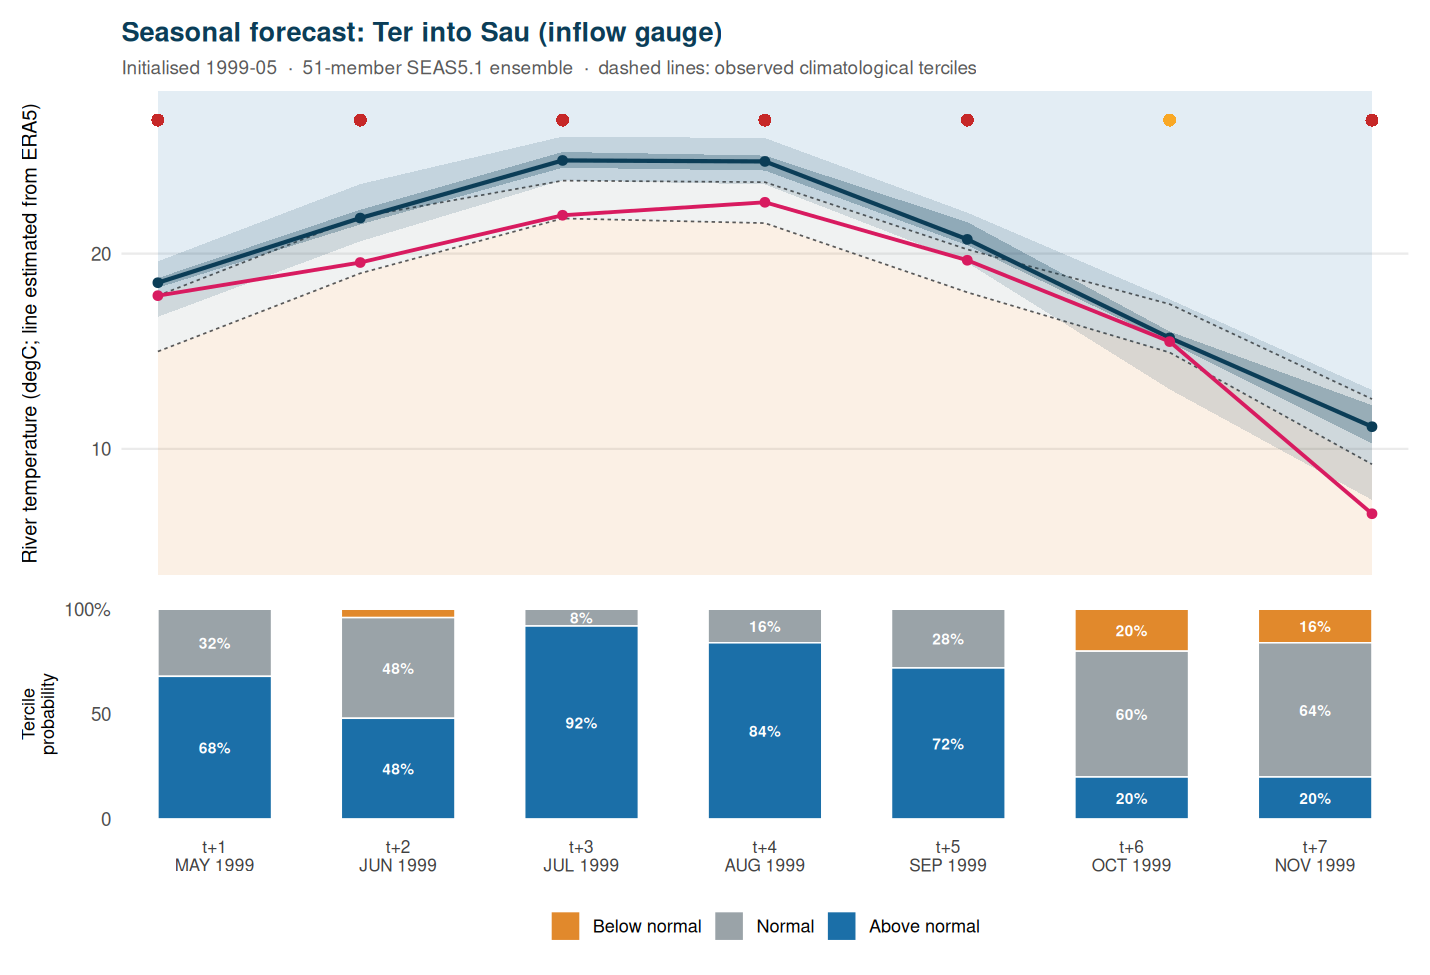 Seasonal forecast: Ter into Sau (inflow gauge)
Initialised 1999-05 · 51-member SEAS5.1 ensemble · dashed lines: observed climatological terciles
River temperature (degC; line estimated from ERA5)
20
10
Tercile
probability
100%
50
0
32%
68%
48%
48%
8%
92%
16%
84%
28%
72%
20%
60%
20%
16%
64%
20%
t+1
MAY 1999
t+2
JUN 1999
t+3
JUL 1999
t+4
AUG 1999
t+5
SEP 1999
t+6
OCT 1999
t+7
NOV 1999
Below normal
Normal
Above normal